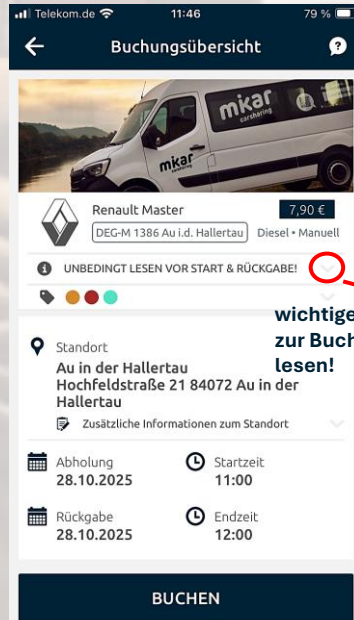 Telekom.de 11:46 79 %
Buchungsübersicht
?
mkar
carsharing
mkar
Renault Master 7,90 €
DEG-M 1386 Au i.d. Hallertau Diesel • Manuell
UNBEDINGT LESEN VOR START & RÜCKGABE!
wichtige
zur Buch
lesen!
Standort
Au in der Hallertau
Hochfeldstraße 21 84072 Au in der
Hallertau
Zusätzliche Informationen zum Standort
Abholung Startzeit
28.10.2025 11:00
Rückgabe Endzeit
28.10.2025 12:00
BUCHEN